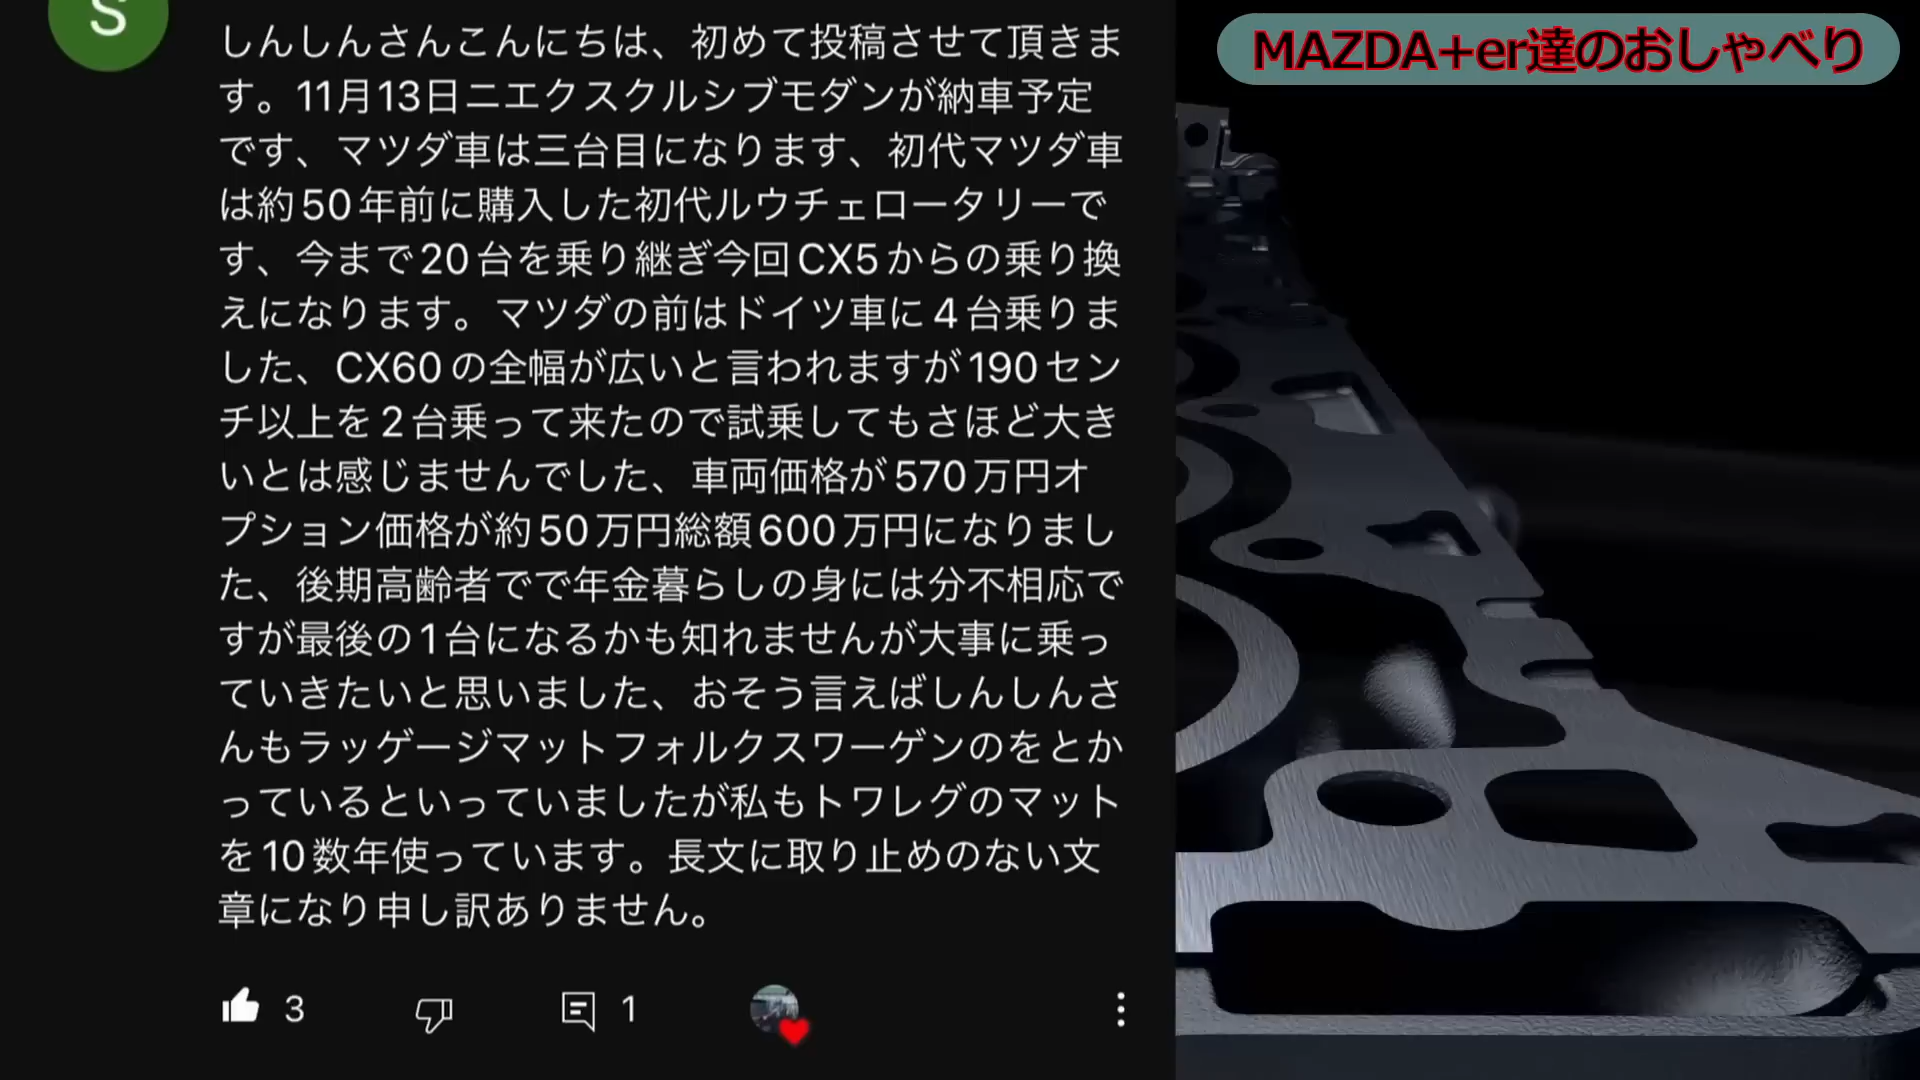 S
MAZDA+er達のおしゃべり
しんしんさんこんにちは、初めて投稿させて頂きま
す。11月13日ニエクスクルシブモダンが納車予定
です、マツダ車は三台目になります、初代マツダ車
は約50年前に購入した初代ルウチェロータリーで
す、今まで20台を乗り継ぎ今回CX5からの乗り換
えになります。マツダの前はドイツ車に4台乗りま
した、CX60の全幅が広いと言われますが190セン
チ以上を2台乗って来たので試乗してもさほど大き
いとは感じませんでした、車両価格が570万円オ
プション価格が約50万円総額600万円になりまし
た、後期高齢者でで年金暮らしの身には分不相応で
すが最後の1台になるかも知れませんが大事に乗っ
ていきたいと思いました、おそう言えばしんしんさ
んもラッゲージマットフォルクスワーゲンのをとか
っているといっていましたが私もトワレグのマット
を10数年使っています。長文に取り止めのない文
章になり申し訳ありません。
3
1